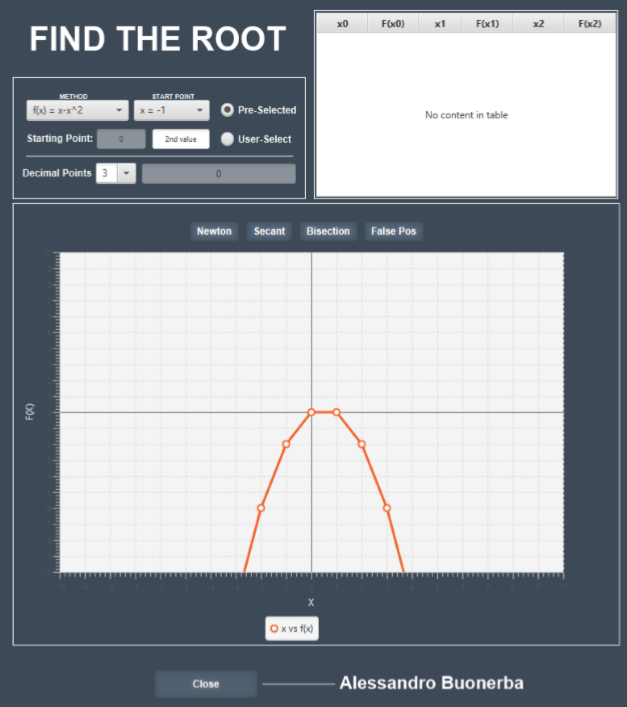 FIND THE ROOT
x0 F(x0) x1 F(x1) x2 F(x2)
No content in table
METHOD START POINT
f(x) = x-x^2 x = -1 Pre-Selected
Starting Point: 0 2nd value User-Select
Decimal Points 3 0
Newton Secant Bisection False Pos
F(X)
X
x vs f(x)
Close Alessandro Buonerba